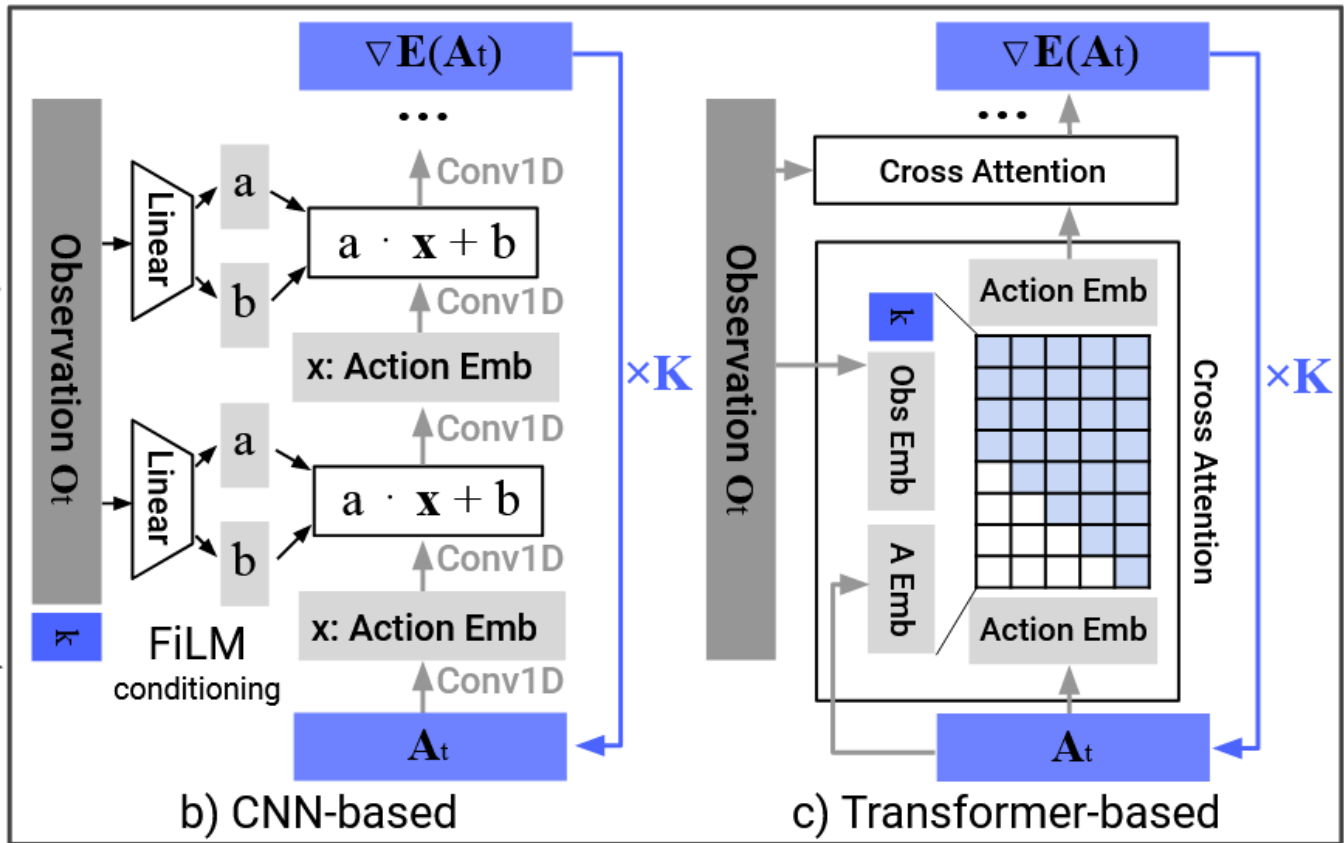 ∇E(At)
...
Conv1D
Observation Ot
Linear
a
b
a · x + b
Conv1D
x: Action Emb
Conv1D
Linear
a
b
a · x + b
Conv1D
x: Action Emb
Conv1D
k
FiLM
conditioning
At
×K
b) CNN-based
∇E(At)
...
Cross Attention
Observation Ot
Action Emb
k
Obs Emb
A Emb
Cross Attention
Action Emb
At
×K
c) Transformer-based